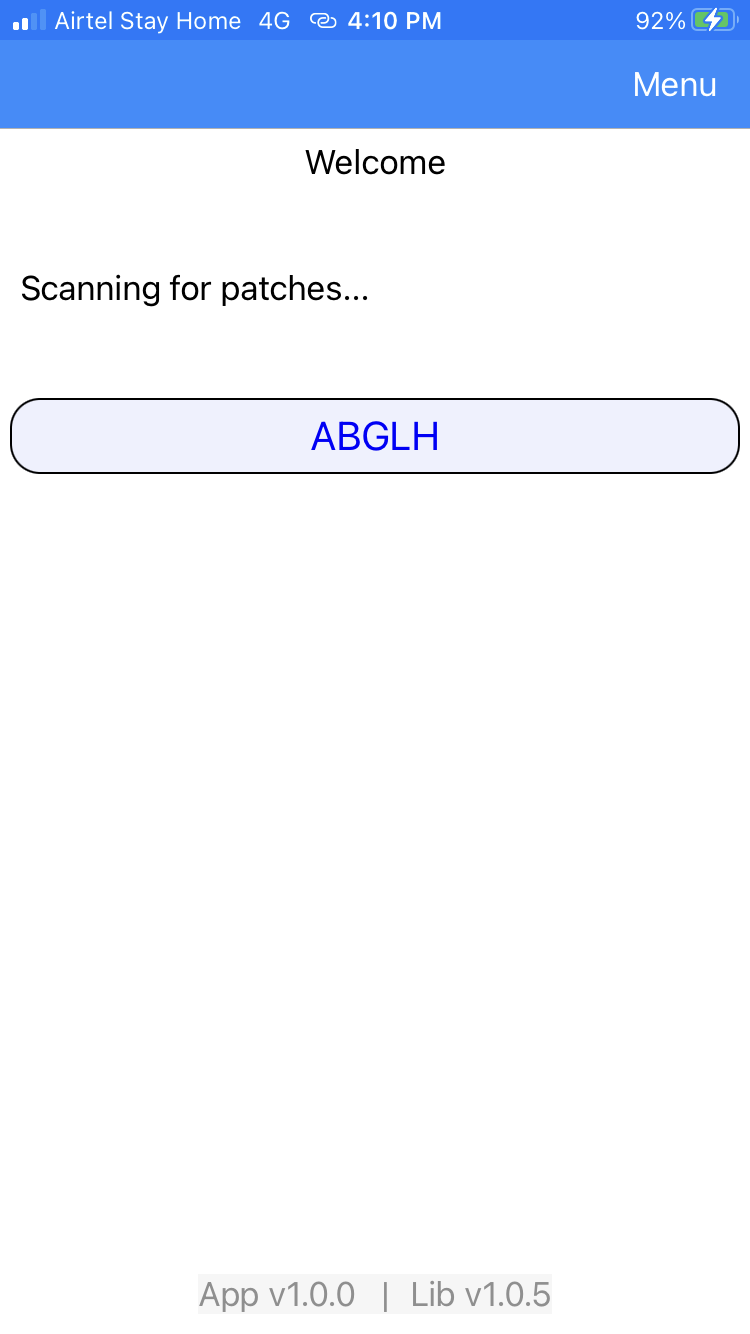 Airtel Stay Home 4G 4:10 PM 92%
Menu
Welcome
Scanning for patches...
ABGLH
App v1.0.0 | Lib v1.0.5